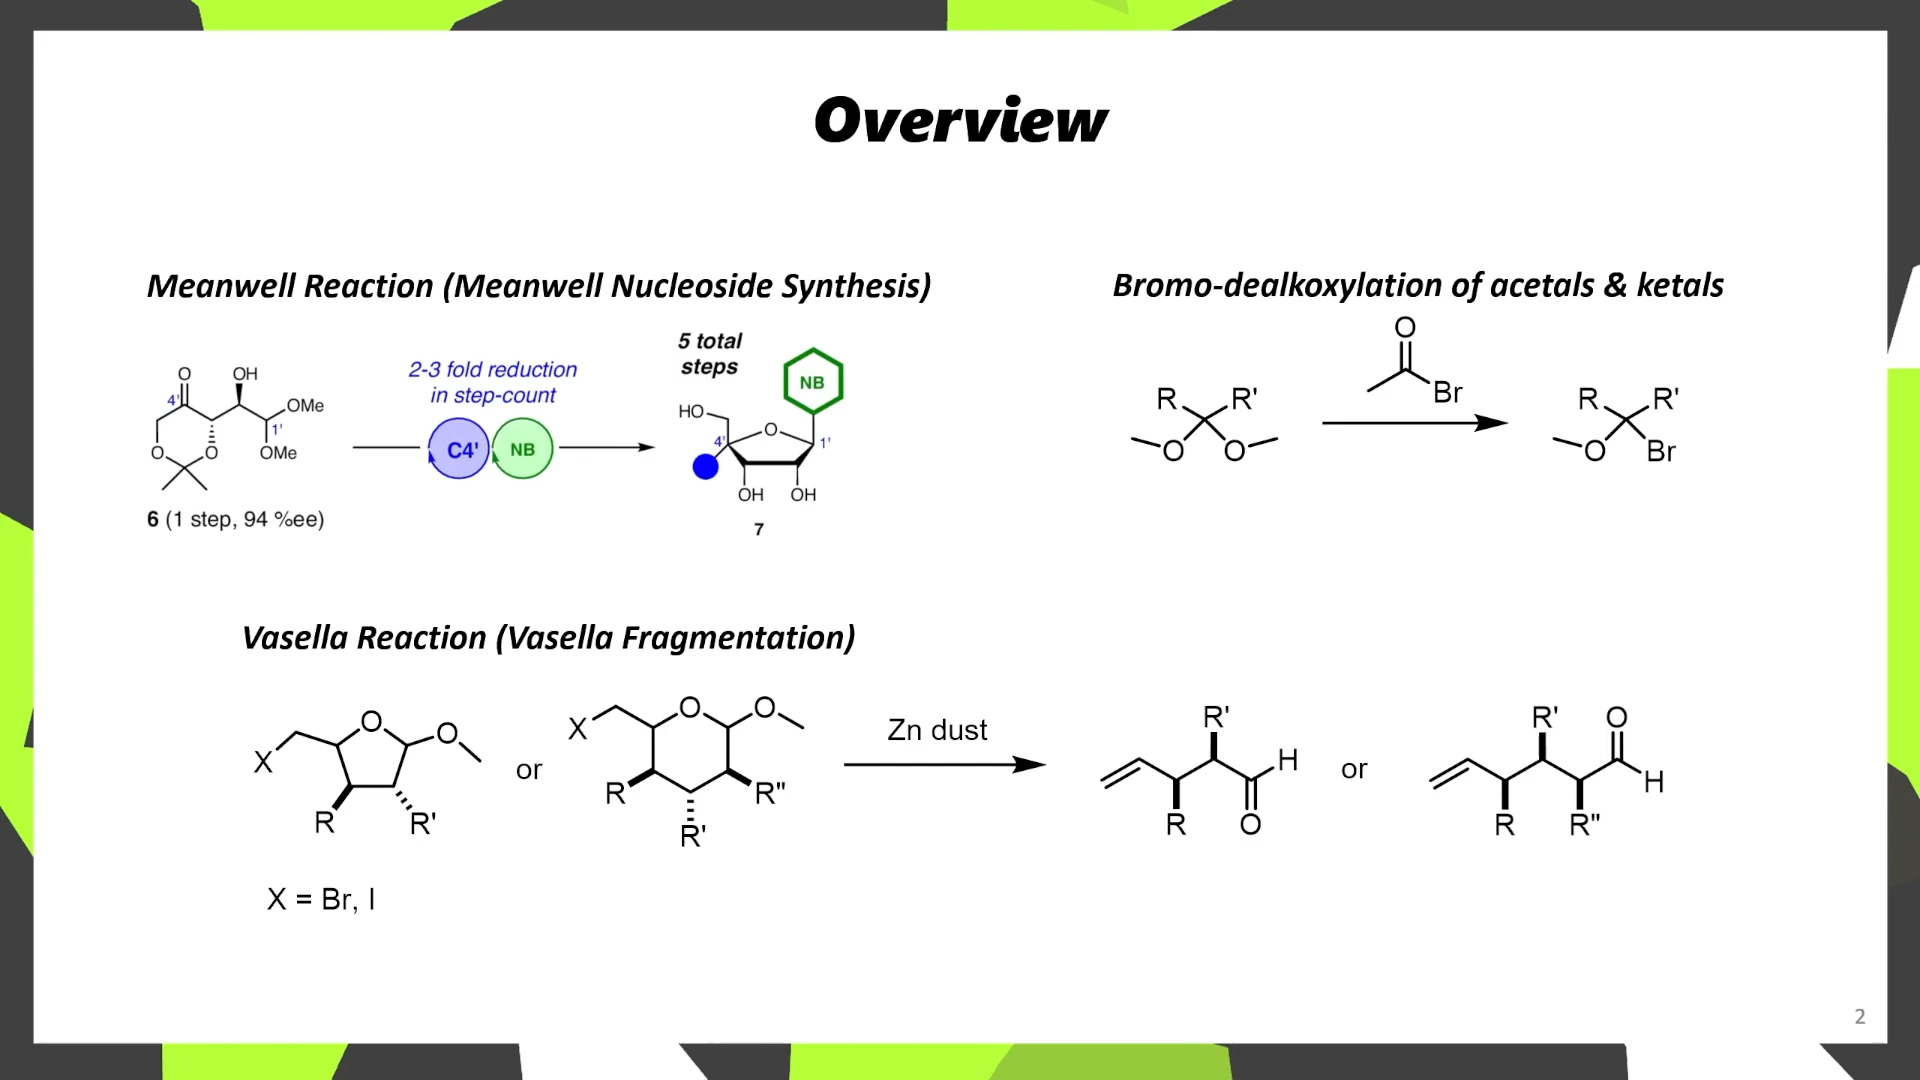 Overview
Meanwell Reaction (Meanwell Nucleoside Synthesis)
O
OH
4'
OMe
1'
O
O
OMe
6 (1 step, 94 %ee)
2-3 fold reduction
in step-count
C4'
NB
5 total
steps
NB
HO
O
4'
1'
OH
OH
7
Bromo-dealkoxylation of acetals & ketals
R
R'
O
O
O
Br
R
R'
O
Br
Vasella Reaction (Vasella Fragmentation)
X
O
O
R
R'
or
X
O
O
R
R''
R'
Zn dust
R'
H
R
O
or
R'
O
H
R
R''
X = Br, I
2